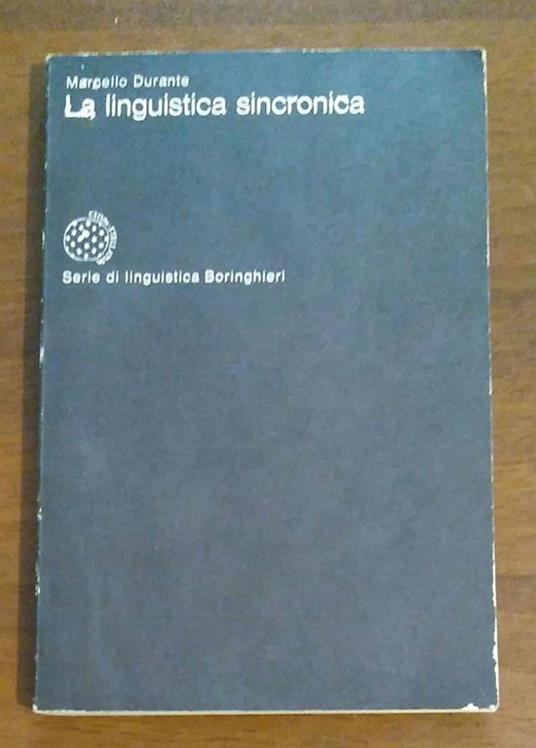 Marcello Durante
La linguistica sincronica
Serie di linguistica Boringhieri